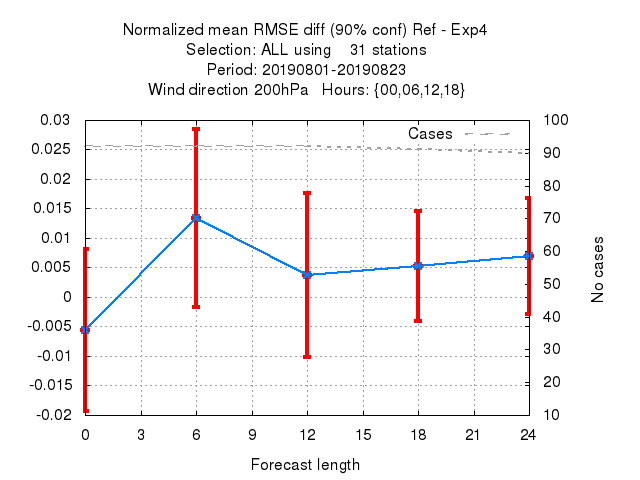 Normalized mean RMSE diff (90% conf) Ref - Exp4
Selection: ALL using 31 stations
Period: 20190801-20190823
Wind direction 200hPa Hours: {00,06,12,18}
Cases
0.03
0.025
0.02
0.015
0.01
0.005
0
-0.005
-0.01
-0.015
-0.02
100
90
80
70
60
50
40
30
20
10
No cases
0 3 6 9 12 15 18 21 24
Forecast length